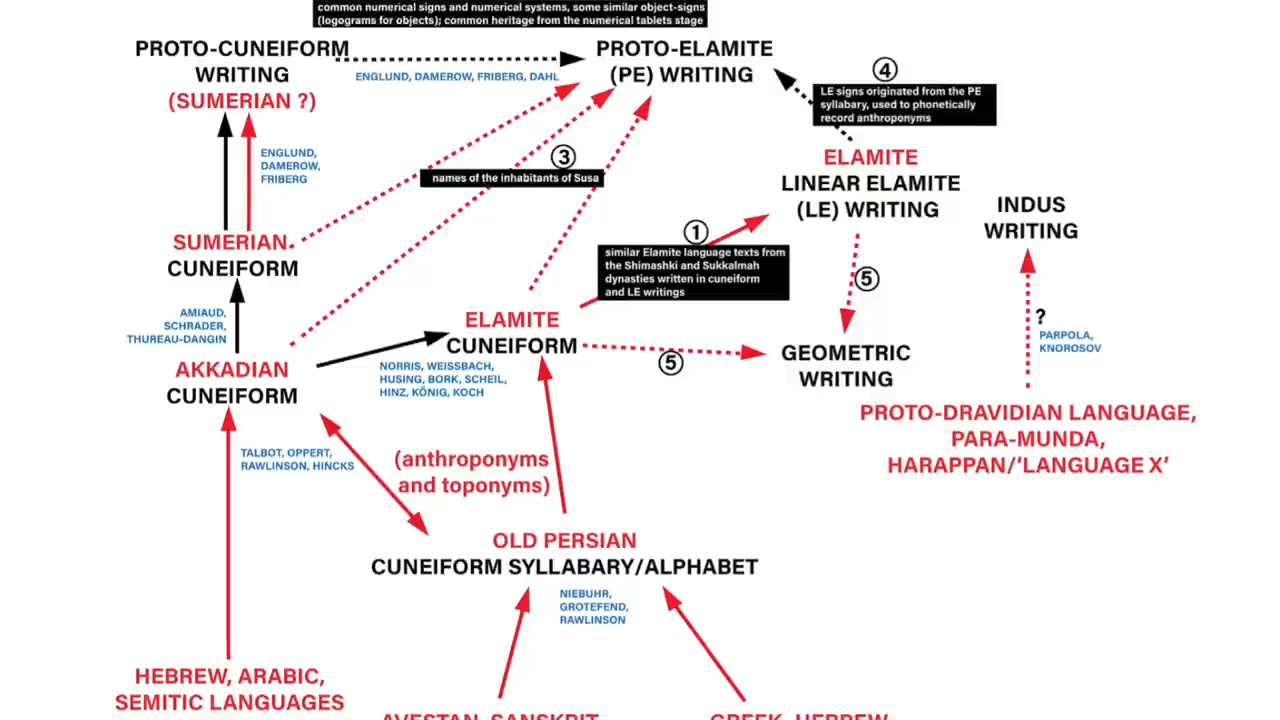 common numerical signs and numerical systems, some similar object-signs
(logograms for objects); common heritage from the numerical tablets stage
PROTO-CUNEIFORM
WRITING
(SUMERIAN ?)
ENGLUND, DAMEROW, FRIBERG, DAHL
PROTO-ELAMITE
(PE) WRITING
4
LE signs originated from the PE
syllabary, used to phonetically
record anthroponyms
ENGLUND,
DAMEROW,
FRIBERG
3
names of the inhabitants of Susa
ELAMITE
LINEAR ELAMITE
(LE) WRITING
INDUS
WRITING
SUMERIAN
CUNEIFORM
1
similar Elamite language texts from
the Shimashki and Sukkalmah
dynasties written in cuneiform
and LE writings
5
AMIAUD,
SCHRADER,
THUREAU-DANGIN
ELAMITE
CUNEIFORM
5
GEOMETRIC
WRITING
?
PARPOLA,
KNOROSOV
AKKADIAN
CUNEIFORM
NORRIS, WEISSBACH,
HUSING, BORK, SCHEIL,
HINZ, KÖNIG, KOCH
PROTO-DRAVIDIAN LANGUAGE,
PARA-MUNDA,
HARAPPAN/'LANGUAGE X'
TALBOT, OPPERT,
RAWLINSON, HINCKS
(anthroponyms
and toponyms)
OLD PERSIAN
CUNEIFORM SYLLABARY/ALPHABET
NIEBUHR,
GROTEFEND,
RAWLINSON
HEBREW, ARABIC,
SEMITIC LANGUAGES
AVESTAN, SANSKRIT
GREEK, HEBREW